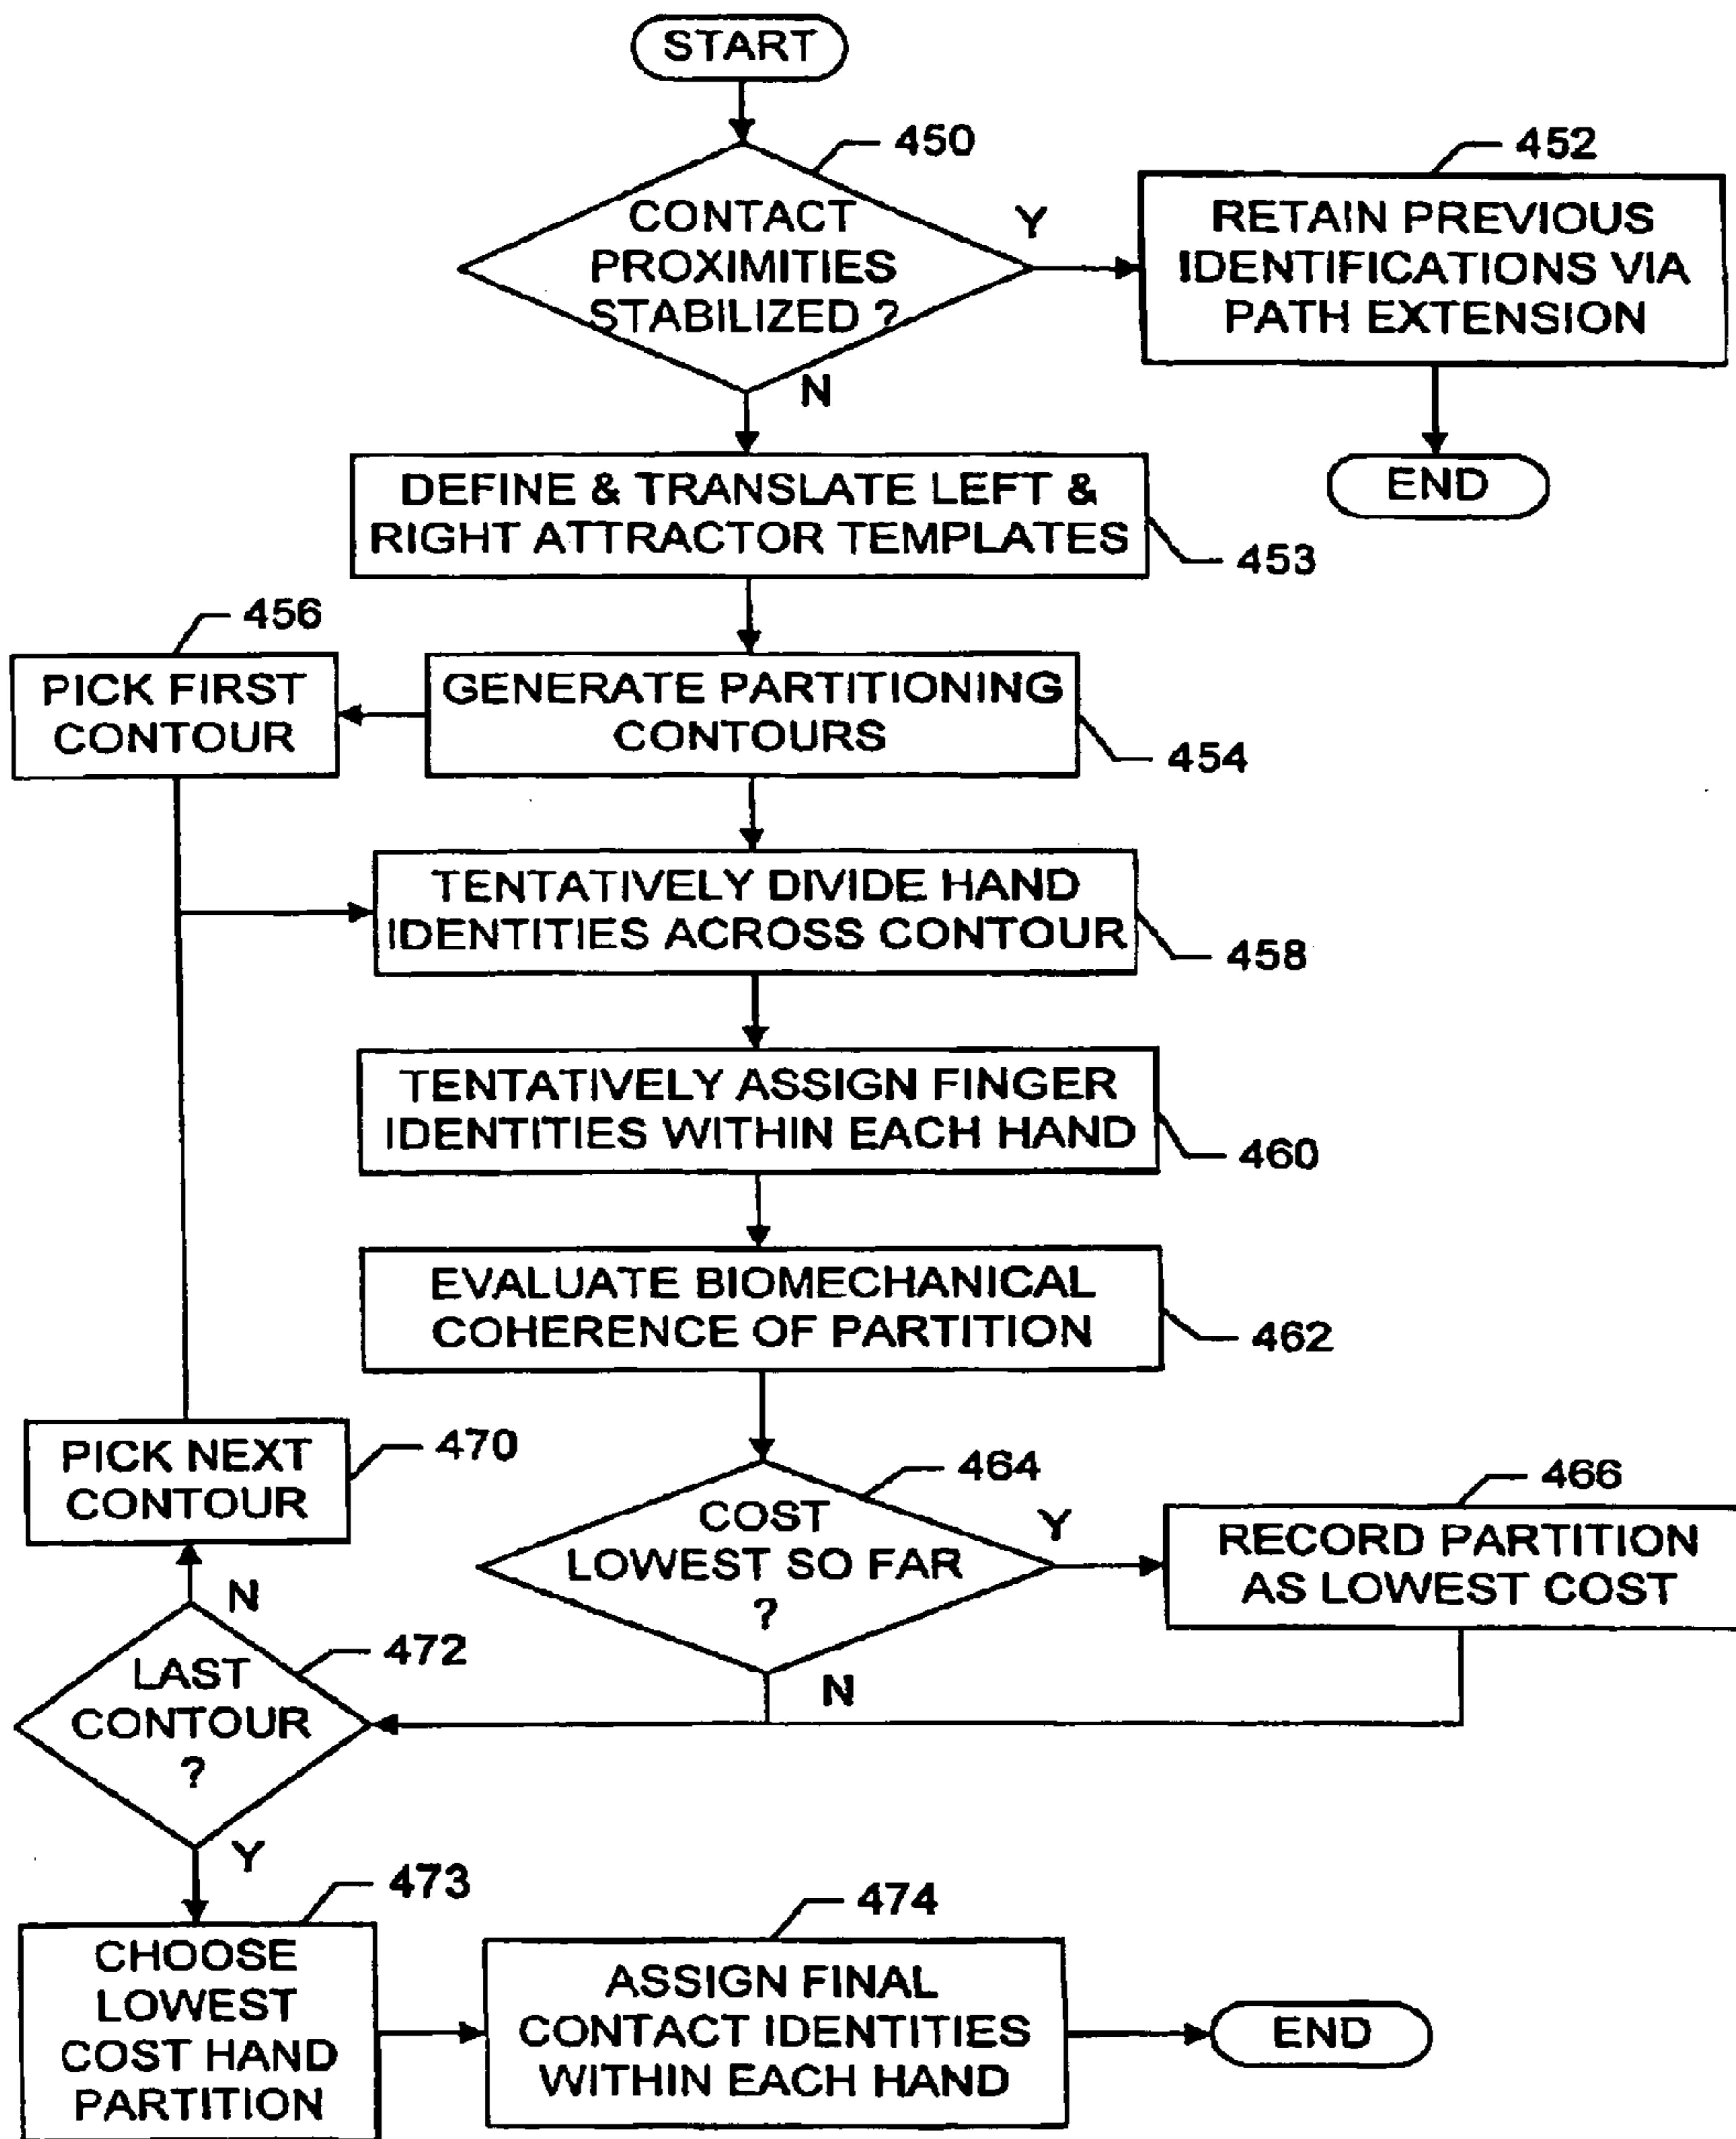 START
450
CONTACT
PROXIMITIES
STABILIZED ?
Y
N
452
RETAIN PREVIOUS
IDENTIFICATIONS VIA
PATH EXTENSION
END
DEFINE & TRANSLATE LEFT &
RIGHT ATTRACTOR TEMPLATES
453
456
PICK FIRST
CONTOUR
GENERATE PARTITIONING
CONTOURS
454
TENTATIVELY DIVIDE HAND
IDENTITIES ACROSS CONTOUR
458
TENTATIVELY ASSIGN FINGER
IDENTITIES WITHIN EACH HAND
460
EVALUATE BIOMECHANICAL
COHERENCE OF PARTITION
462
PICK NEXT
CONTOUR
470
464
COST
LOWEST SO FAR
?
Y
N
466
RECORD PARTITION
AS LOWEST COST
N
472
LAST
CONTOUR
?
Y
473
CHOOSE
LOWEST
COST HAND
PARTITION
474
ASSIGN FINAL
CONTACT IDENTITIES
WITHIN EACH HAND
END